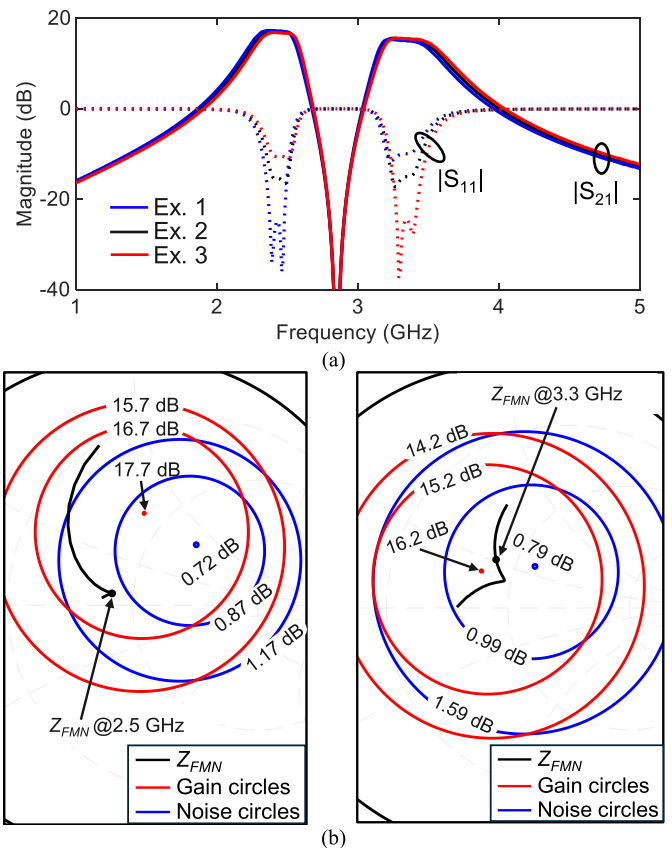 20
0
-20
-40
Magnitude (dB)
Ex. 1
Ex. 2
Ex. 3
|S11|
|S21|
1 2 3 4 5
Frequency (GHz)
(a)
15.7 dB
16.7 dB
17.7 dB
0.72 dB
0.87 dB
1.17 dB
ZFMN @2.5 GHz
ZFMN
Gain circles
Noise circles
ZFMN @3.3 GHz
14.2 dB
15.2 dB
16.2 dB
0.79 dB
0.99 dB
1.59 dB
ZFMN
Gain circles
Noise circles
(b)